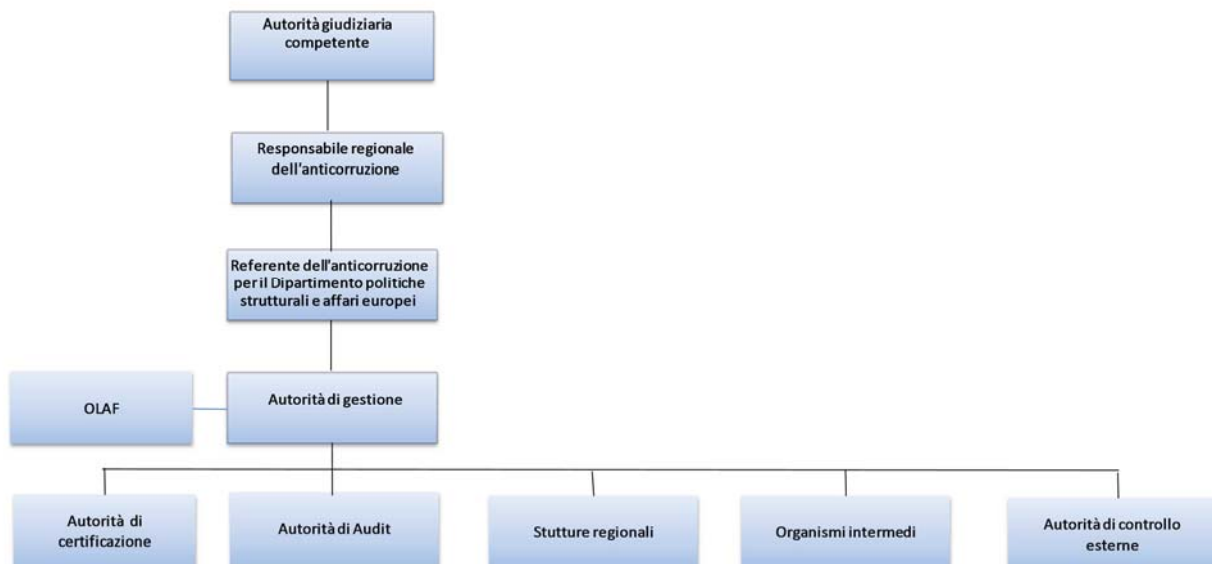 Autorità giudiziaria
competente
Responsabile regionale
dell'anticorruzione
Referente dell'anticorruzione
per il Dipartimento politiche
strutturali e affari europei
OLAF
Autorità di gestione
Autorità di
certificazione
Autorità di Audit
Stutture regionali
Organismi intermedi
Autorità di controllo
esterne